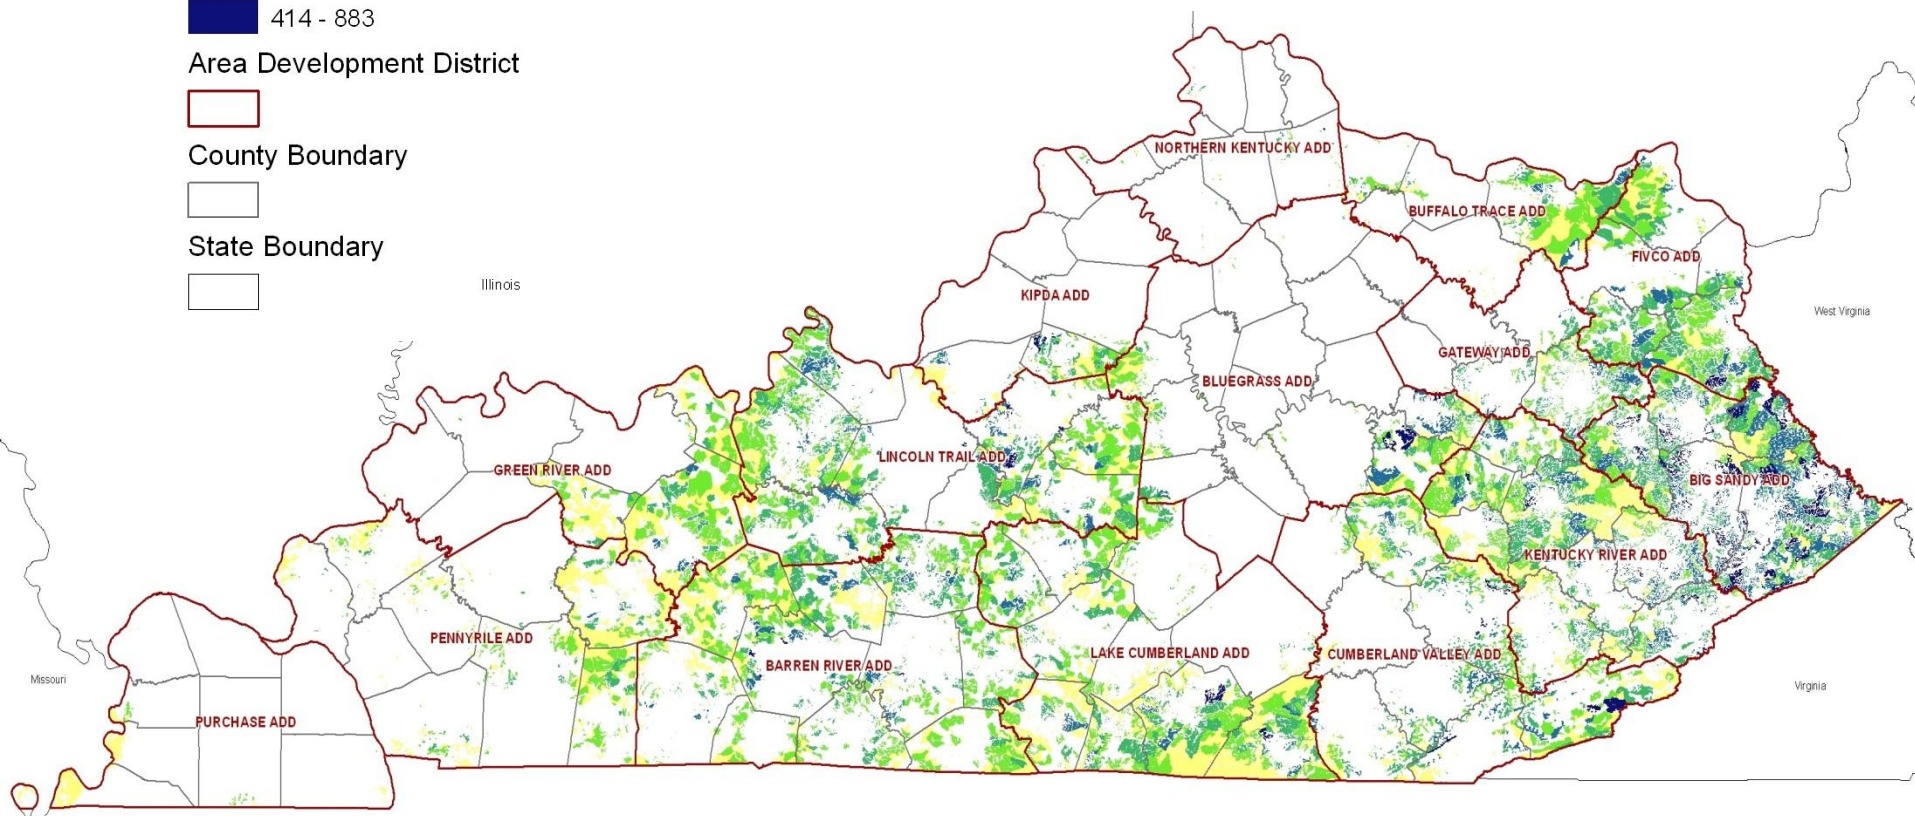 414 - 883
Area Development District
County Boundary
State Boundary
Illinois
NORTHERN KENTUCKY ADD
BUFFALO TRACE ADD
FIVCO ADD
KIPDA ADD
West Virginia
GATEWAY ADD
BLUEGRASS ADD
LINCOLN TRAIL ADD
GREEN RIVER ADD
BIG SANDY ADD
KENTUCKY RIVER ADD
PENNYRILE ADD
LAKE CUMBERLAND ADD
CUMBERLAND VALLEY ADD
BARREN RIVER ADD
Missouri
Virginia
PURCHASE ADD